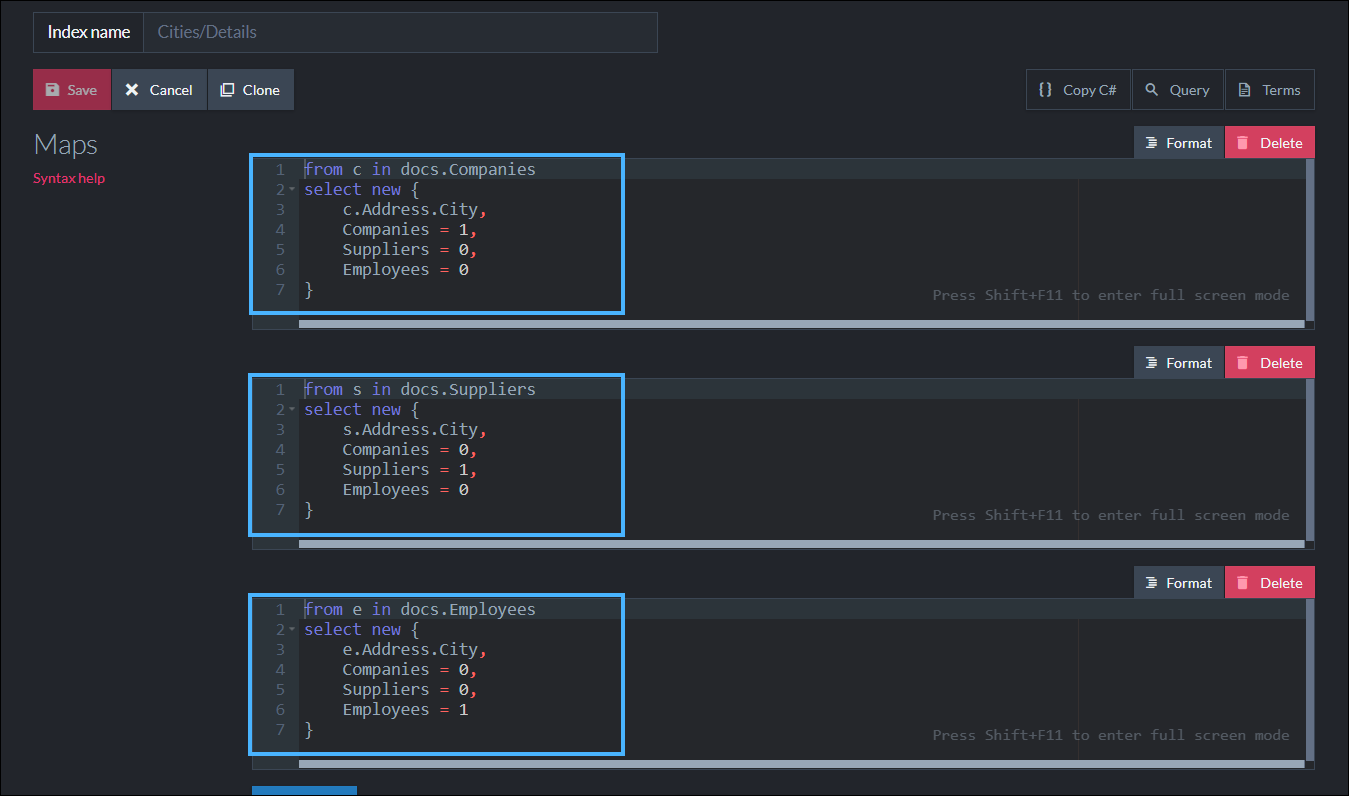 Index name Cities/Details
Save Cancel Clone Copy C# Query Terms
Maps
Syntax help
Format Delete
1 from c in docs.Companies
2 select new {
3     c.Address.City,
4     Companies = 1,
5     Suppliers = 0,
6     Employees = 0
7 }
Press Shift+F11 to enter full screen mode
Format Delete
1 from s in docs.Suppliers
2 select new {
3     s.Address.City,
4     Companies = 0,
5     Suppliers = 1,
6     Employees = 0
7 }
Press Shift+F11 to enter full screen mode
Format Delete
1 from e in docs.Employees
2 select new {
3     e.Address.City,
4     Companies = 0,
5     Suppliers = 0,
6     Employees = 1
7 }
Press Shift+F11 to enter full screen mode